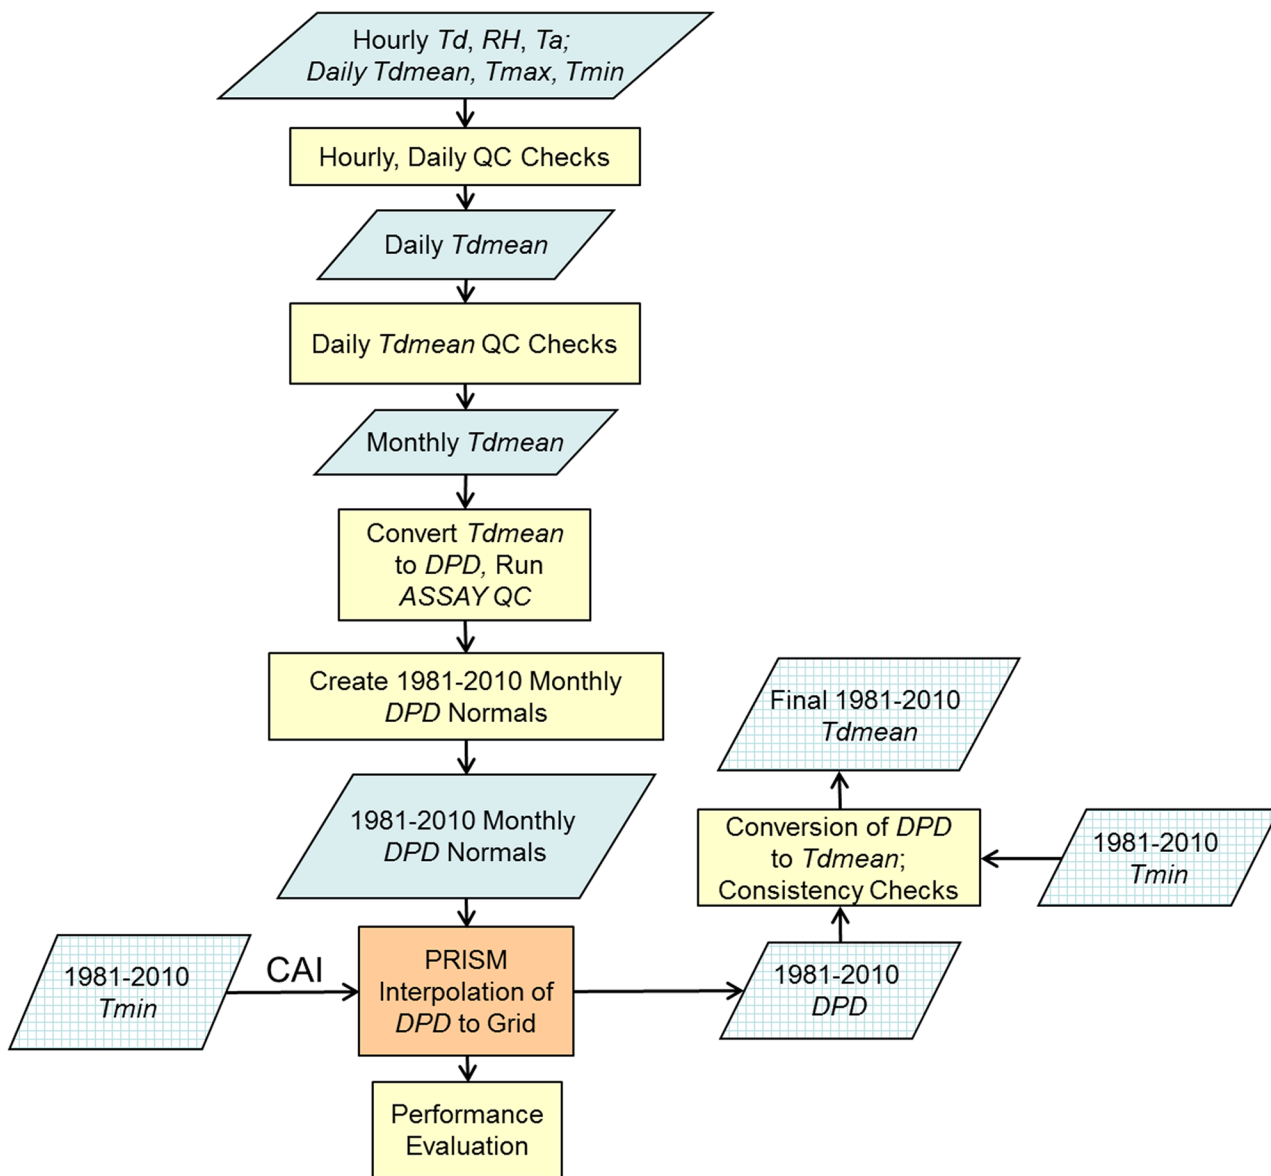 Hourly Td, RH, Ta;
Daily Tdmean, Tmax, Tmin
Hourly, Daily QC Checks
Daily Tdmean
Daily Tdmean QC Checks
Monthly Tdmean
Convert Tdmean
to DPD, Run
ASSAY QC
Create 1981-2010 Monthly
DPD Normals
1981-2010 Monthly
DPD Normals
1981-2010
Tmin
CAI
PRISM
Interpolation of
DPD to Grid
Performance
Evaluation
1981-2010
DPD
Conversion of DPD
to Tdmean;
Consistency Checks
1981-2010
Tmin
Final 1981-2010
Tdmean